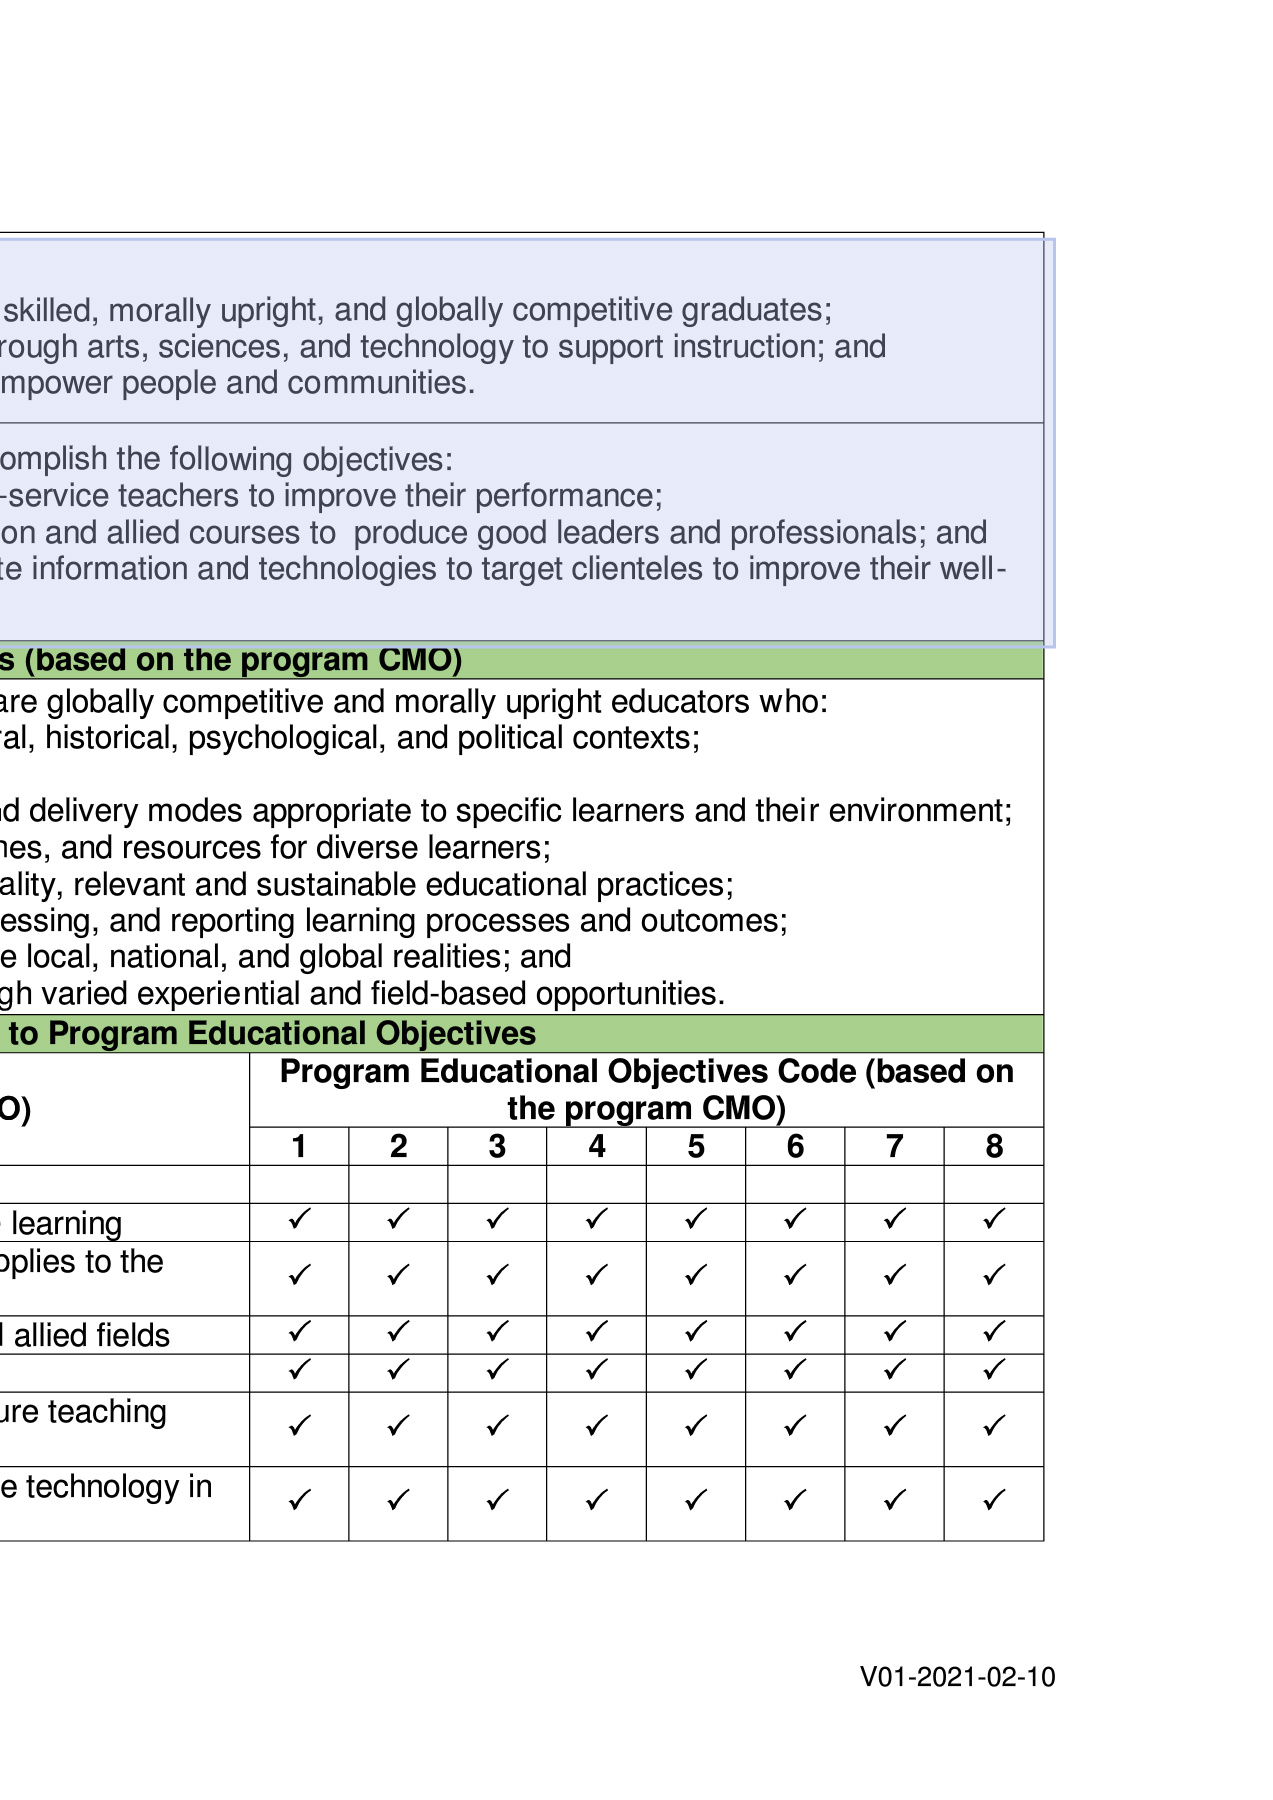 skilled, morally upright, and globally competitive graduates;
rough arts, sciences, and technology to support instruction; and
mpower people and communities.
omplish the following objectives:
-service teachers to improve their performance;
on and allied courses to  produce good leaders and professionals; and
te information and technologies to target clienteles to improve their well-
s (based on the program CMO)
are globally competitive and morally upright educators who:
ral, historical, psychological, and political contexts;
nd delivery modes appropriate to specific learners and their environment;
mes, and resources for diverse learners;
ality, relevant and sustainable educational practices;
essing, and reporting learning processes and outcomes;
e local, national, and global realities; and
gh varied experiential and field-based opportunities.
to Program Educational Objectives
Program Educational Objectives Code (based on
the program CMO)
O)
1 2 3 4 5 6 7 8
learning ✓ ✓ ✓ ✓ ✓ ✓ ✓ ✓
pplies to the
✓ ✓ ✓ ✓ ✓ ✓ ✓ ✓
allied fields ✓ ✓ ✓ ✓ ✓ ✓ ✓ ✓
✓ ✓ ✓ ✓ ✓ ✓ ✓ ✓
ure teaching
✓ ✓ ✓ ✓ ✓ ✓ ✓ ✓
e technology in
✓ ✓ ✓ ✓ ✓ ✓ ✓ ✓
V01-2021-02-10